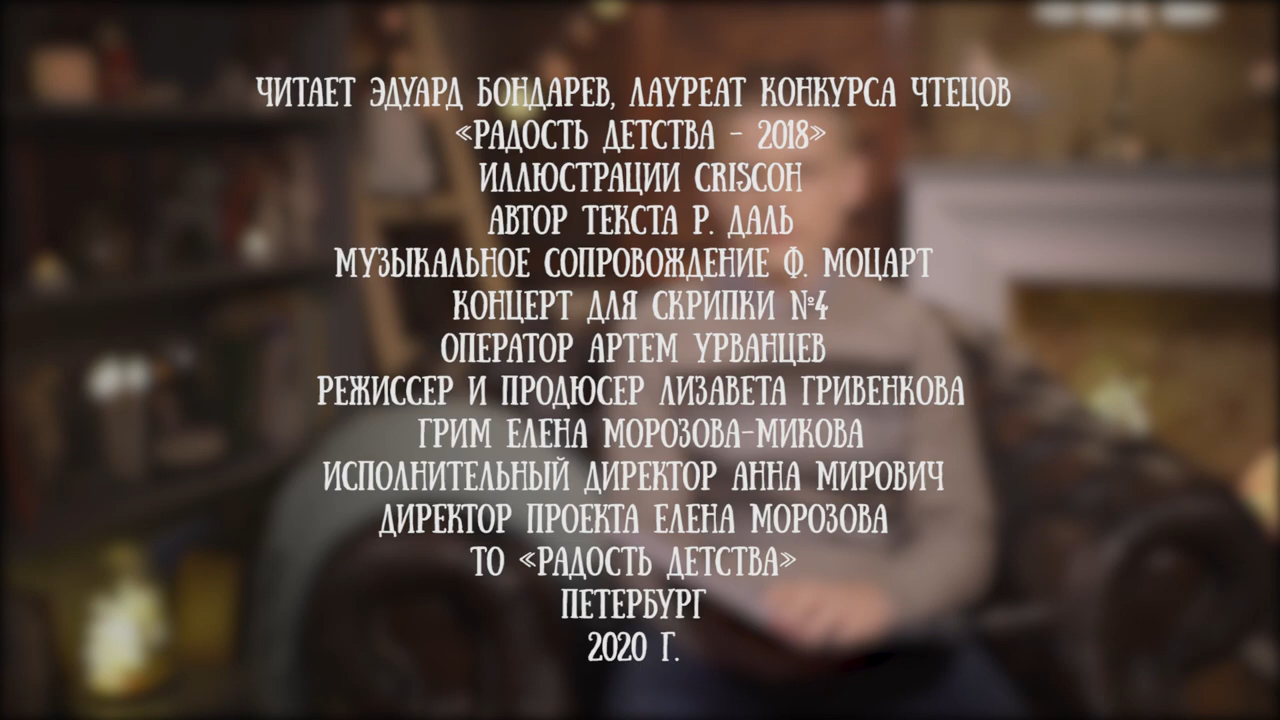 ЧИТАЕТ ЭДУАРД БОНДАРЕВ, ЛАУРЕАТ КОНКУРСА ЧТЕЦОВ
«РАДОСТЬ ДЕТСТВА - 2018»
ИЛЛЮСТРАЦИИ CRISCOH
АВТОР ТЕКСТА Р. ДАЛЬ
МУЗЫКАЛЬНОЕ СОПРОВОЖДЕНИЕ Ф. МОЦАРТ
КОНЦЕРТ ДЛЯ СКРИПКИ №4
ОПЕРАТОР АРТЕМ УРВАНЦЕВ
РЕЖИССЕР И ПРОДЮСЕР ЛИЗАВЕТА ГРИВЕНКОВА
ГРИМ ЕЛЕНА МОРОЗОВА-МИКОВА
ИСПОЛНИТЕЛЬНЫЙ ДИРЕКТОР АННА МИРОВИЧ
ДИРЕКТОР ПРОЕКТА ЕЛЕНА МОРОЗОВА
ТО «РАДОСТЬ ДЕТСТВА»
ПЕТЕРБУРГ
2020 Г.